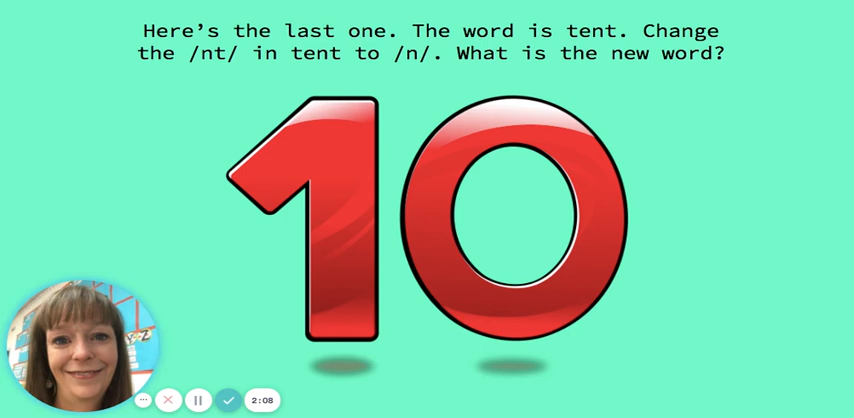 Here’s the last one. The word is tent. Change
the /nt/ in tent to /n/. What is the new word?
10
2:08